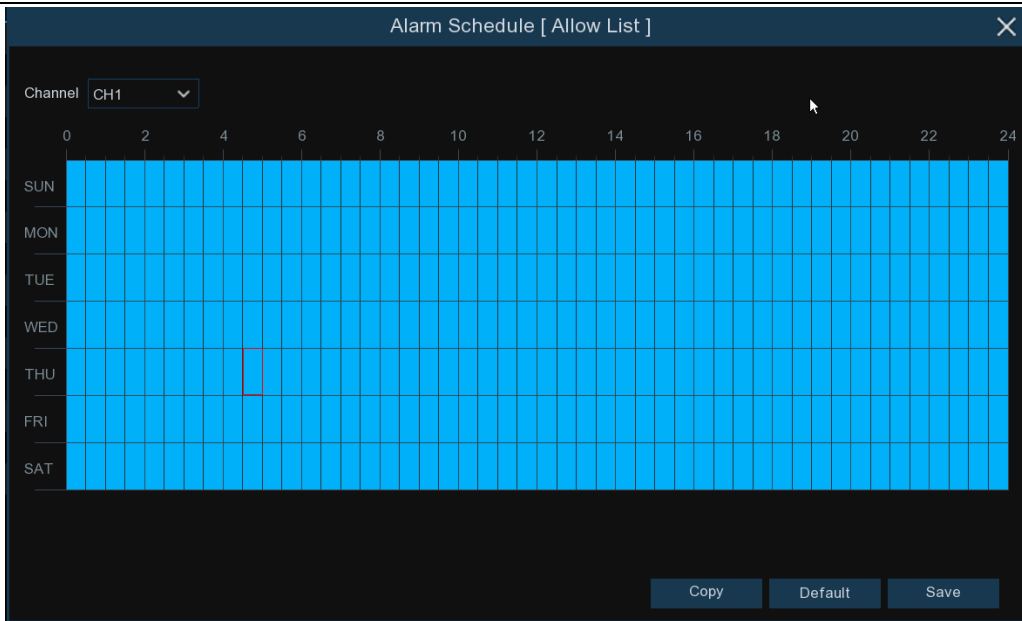 Alarm Schedule [ Allow List ]
Channel CH1
0 2 4 6 8 10 12 14 16 18 20 22 24
SUN
MON
TUE
WED
THU
FRI
SAT
Copy Default Save